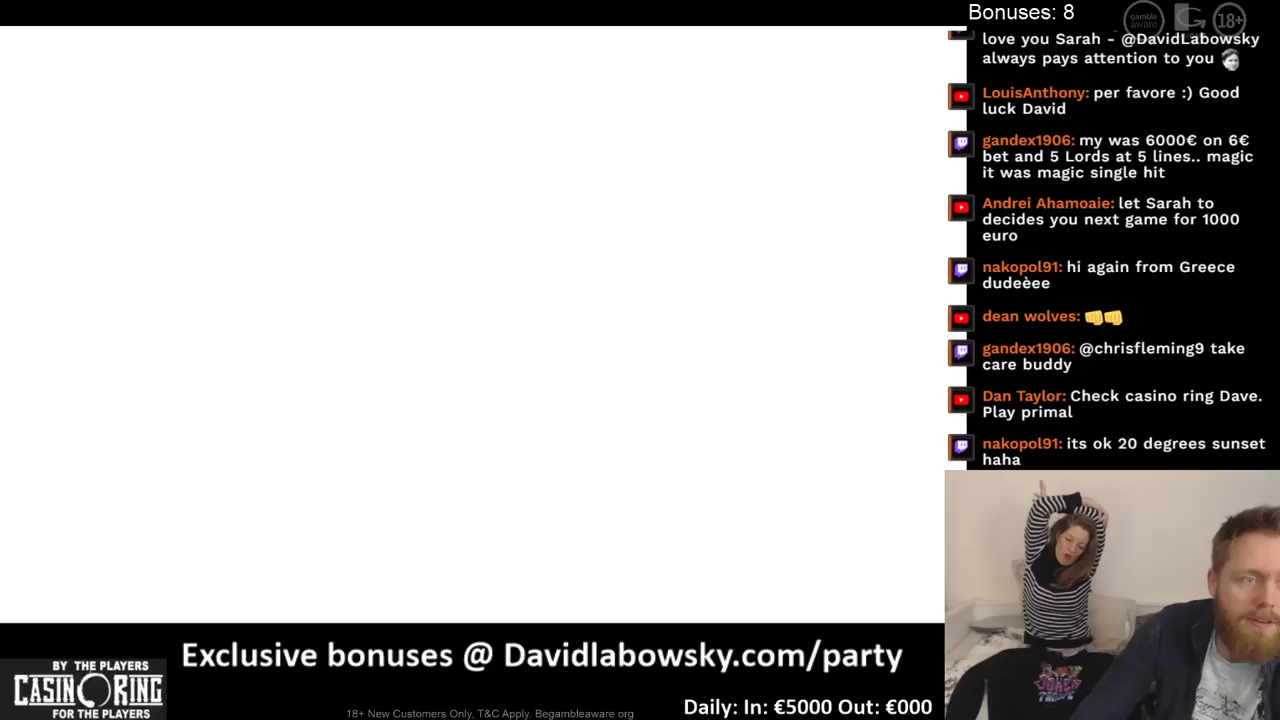 Bonuses: 8
gamble
aware
G
18+
love you Sarah - @DavidLabowsky
always pays attention to you
LouisAnthony: per favore :) Good
luck David
gandex1906: my was 6000€ on 6€
bet and 5 Lords at 5 lines.. magic
it was magic single hit
Andrei Ahamoaie: let Sarah to
decides you next game for 1000
euro
nakopol91: hi again from Greece
dudeèee
dean wolves: 👊👊
gandex1906: @chrisfleming9 take
care buddy
Dan Taylor: Check casino ring Dave.
Play primal
nakopol91: its ok 20 degrees sunset
haha
JOKER
Exclusive bonuses @ Davidlabowsky.com/party
BY THE PLAYERS
CASINO RING
FOR THE PLAYERS
18+ New Customers Only, T&C Apply. Begambleaware.org
Daily: In: €5000 Out: €000